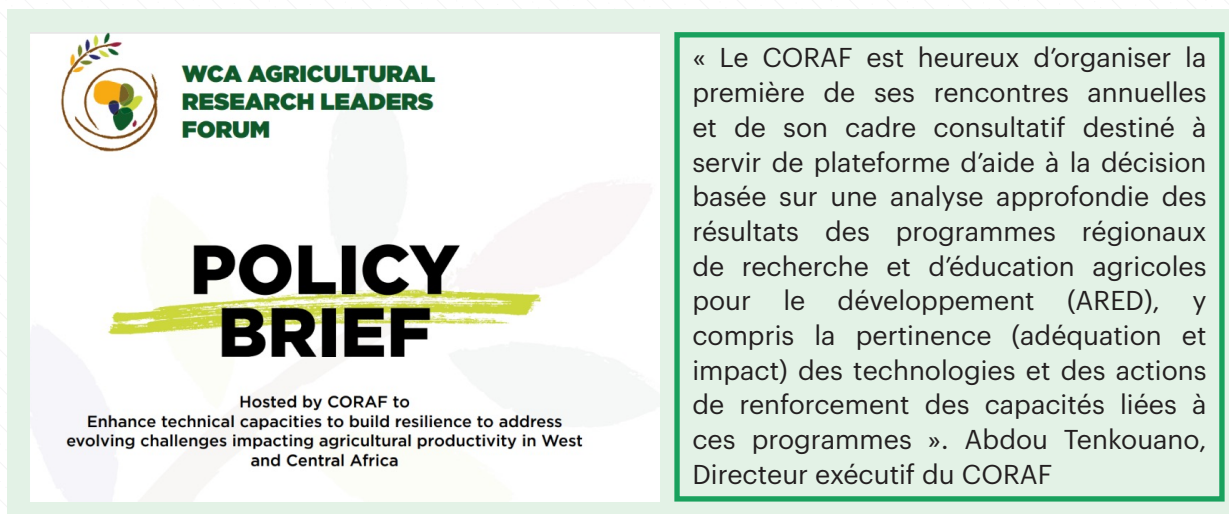 WCA AGRICULTURAL
RESEARCH LEADERS
FORUM
POLICY
BRIEF
Hosted by CORAF to
Enhance technical capacities to build resilience to address
evolving challenges impacting agricultural productivity in West
and Central Africa
« Le CORAF est heureux d’organiser la
première de ses rencontres annuelles
et de son cadre consultatif destiné à
servir de plateforme d’aide à la décision
basée sur une analyse approfondie des
résultats des programmes régionaux
de recherche et d’éducation agricoles
pour le développement (ARED), y
compris la pertinence (adéquation et
impact) des technologies et des actions
de renforcement des capacités liées à
ces programmes ». Abdou Tenkouano,
Directeur exécutif du CORAF